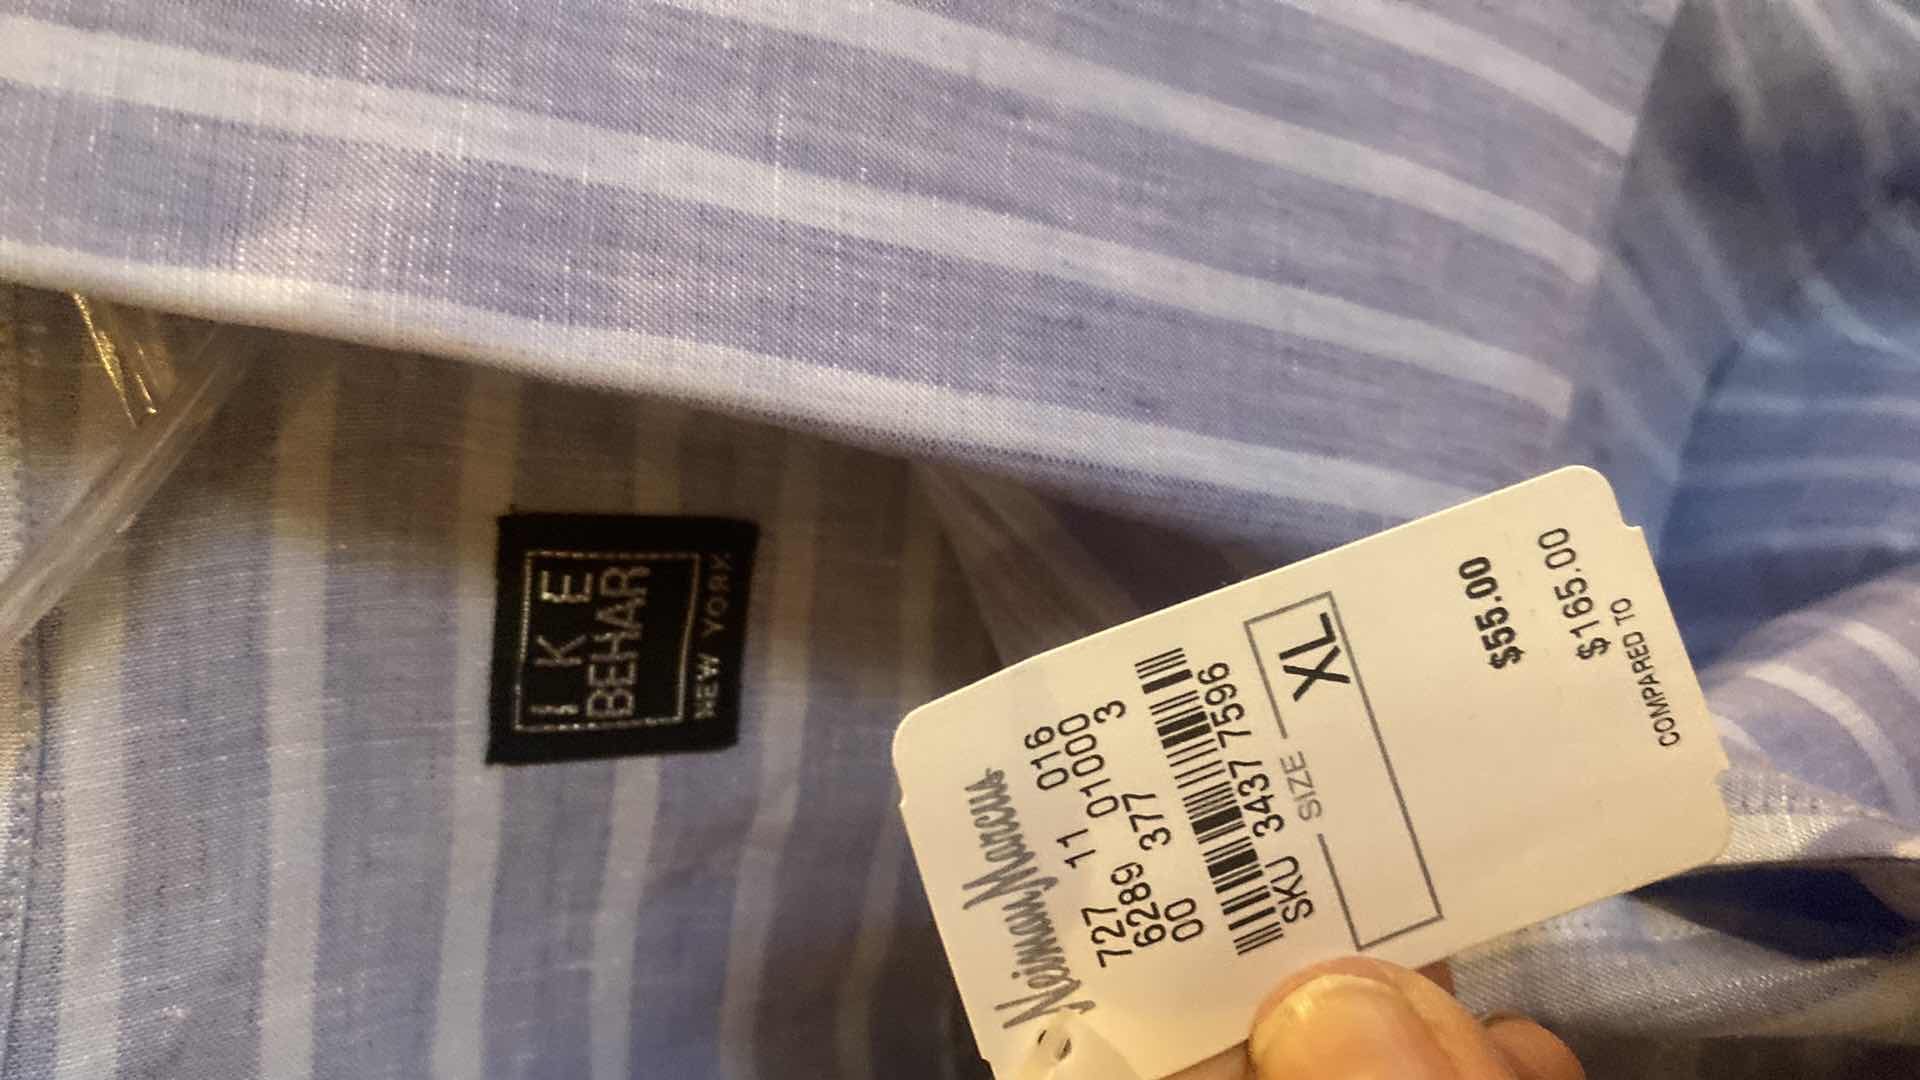 IKE
BEHAR
NEW YORK
Neiman Marcus
727 11 016
6289 01000
00 377 3
SKU 3437 7596
SIZE
XL
$55.00
$165.00
COMPARED TO